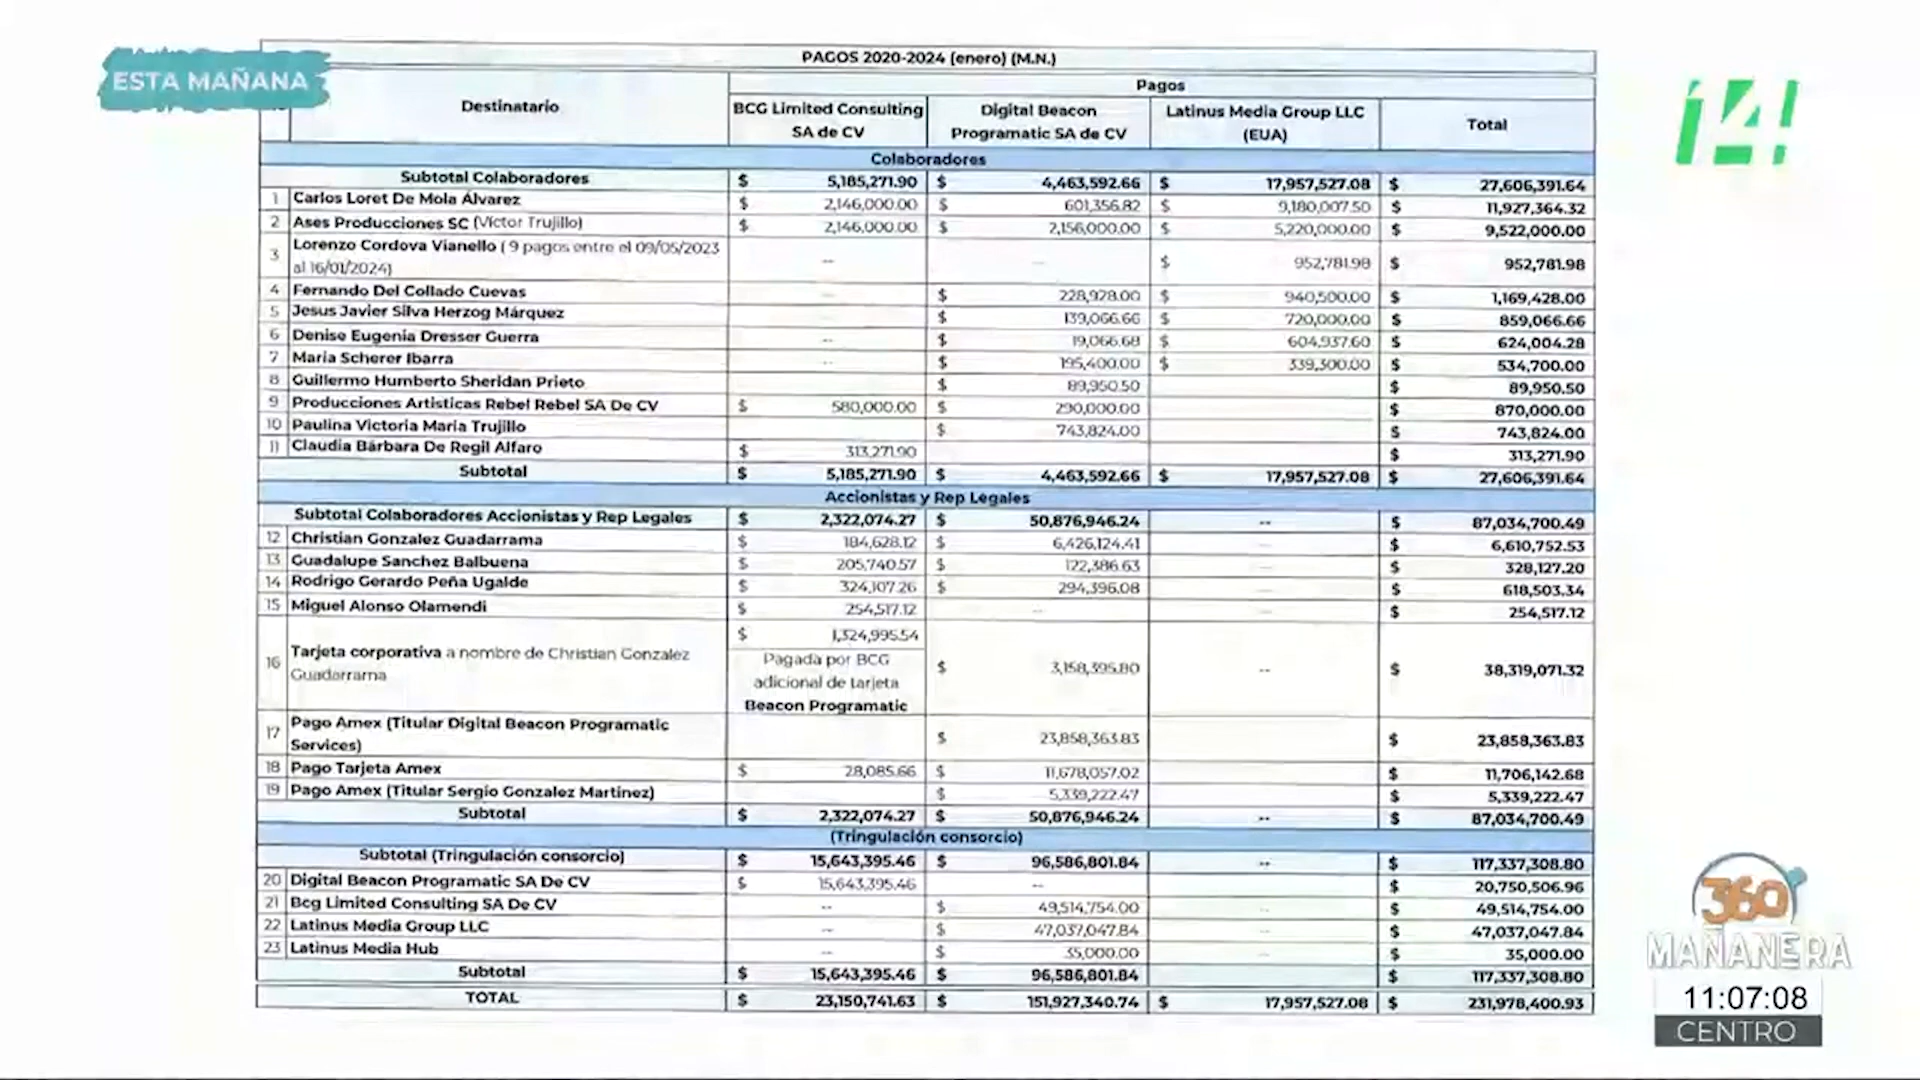 ESTA MAÑANA
PAGOS 2020-2024 (enero) (M.N.)
Destinatario
Pagos
BCG Limited Consulting SA de CV
Digital Beacon Programatic SA de CV
Latinus Media Group LLC (EUA)
Total
Colaboradores
Subtotal Colaboradores $ 5,185,271.90 $ 4,463,592.66 $ 17,957,527.08 $ 27,606,391.64
1 Carlos Loret De Mola Álvarez $ 2,146,000.00 $ 601,356.82 $ 9,180,007.50 $ 11,927,364.32
2 Ases Producciones SC (Víctor Trujillo) $ 2,146,000.00 $ 2,156,000.00 $ 5,220,000.00 $ 9,522,000.00
3 Lorenzo Cordova Vianello ( 9 pagos entre el 09/05/2023 al 16/01/2024) -- -- $ 952,781.98 $ 952,781.98
4 Fernando Del Collado Cuevas -- $ 228,928.00 $ 940,500.00 $ 1,169,428.00
5 Jesus Javier Silva Herzog Márquez $ 139,066.66 $ 720,000.00 $ 859,066.66
6 Denise Eugenia Dresser Guerra -- $ 19,066.68 $ 604,937.60 $ 624,004.28
7 Maria Scherer Ibarra -- $ 195,400.00 $ 339,300.00 $ 534,700.00
8 Guillermo Humberto Sheridan Prieto $ 89,950.50 $ 89,950.50
9 Producciones Artisticas Rebel Rebel SA De CV $ 580,000.00 $ 290,000.00 $ 870,000.00
10 Paulina Victoria Maria Trujillo $ 743,824.00 $ 743,824.00
11 Claudia Bárbara De Regil Alfaro $ 313,271.90 $ 313,271.90
Subtotal $ 5,185,271.90 $ 4,463,592.66 $ 17,957,527.08 $ 27,606,391.64
Accionistas y Rep Legales
Subtotal Colaboradores Accionistas y Rep Legales $ 2,322,074.27 $ 50,876,946.24 -- $ 87,034,700.49
12 Christian Gonzalez Guadarrama $ 184,628.12 $ 6,426,124.41 -- $ 6,610,752.53
13 Guadalupe Sanchez Balbuena $ 205,740.57 $ 122,386.63 -- $ 328,127.20
14 Rodrigo Gerardo Peña Ugalde $ 324,107.26 $ 294,396.08 -- $ 618,503.34
15 Miguel Alonso Olamendi $ 254,517.12 -- -- $ 254,517.12
16 Tarjeta corporativa a nombre de Christian Gonzalez Guadarrama $ 1,324,995.54 Pagada por BCG adicional de tarjeta Beacon Programatic $ 3,158,395.80 -- $ 38,319,071.32
17 Pago Amex (Titular Digital Beacon Programatic Services) $ 23,858,363.83 $ 23,858,363.83
18 Pago Tarjeta Amex $ 28,085.66 $ 11,678,057.02 $ 11,706,142.68
19 Pago Amex (Titular Sergio Gonzalez Martinez) $ 5,339,222.47 $ 5,339,222.47
Subtotal $ 2,322,074.27 $ 50,876,946.24 -- $ 87,034,700.49
(Tringulación consorcio)
Subtotal (Tringulación consorcio) $ 15,643,395.46 $ 96,586,801.84 -- $ 117,337,308.80
20 Digital Beacon Programatic SA De CV $ 15,643,395.46 -- $ 20,750,506.96
21 Bcg Limited Consulting SA De CV -- $ 49,514,754.00 -- $ 49,514,754.00
22 Latinus Media Group LLC -- $ 47,037,047.84 -- $ 47,037,047.84
23 Latinus Media Hub -- $ 35,000.00 -- $ 35,000.00
Subtotal $ 15,643,395.46 $ 96,586,801.84 -- $ 117,337,308.80
TOTAL $ 23,150,741.63 $ 151,927,340.74 $ 17,957,527.08 $ 231,978,400.93
14!
360°
MAÑANERA
11:07:08
CENTRO